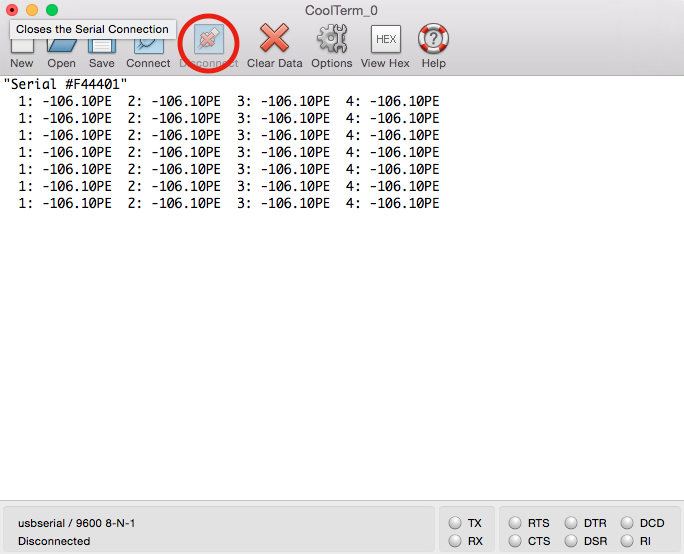 CoolTerm_0
Closes the Serial Connection
New Open Save Connect Disconnect Clear Data Options HEX View Hex Help
"Serial #F44401"
1: -106.10PE 2: -106.10PE 3: -106.10PE 4: -106.10PE
1: -106.10PE 2: -106.10PE 3: -106.10PE 4: -106.10PE
1: -106.10PE 2: -106.10PE 3: -106.10PE 4: -106.10PE
1: -106.10PE 2: -106.10PE 3: -106.10PE 4: -106.10PE
1: -106.10PE 2: -106.10PE 3: -106.10PE 4: -106.10PE
1: -106.10PE 2: -106.10PE 3: -106.10PE 4: -106.10PE
1: -106.10PE 2: -106.10PE 3: -106.10PE 4: -106.10PE
usbserial / 9600 8-N-1 TX RTS DTR DCD
Disconnected RX CTS DSR RI